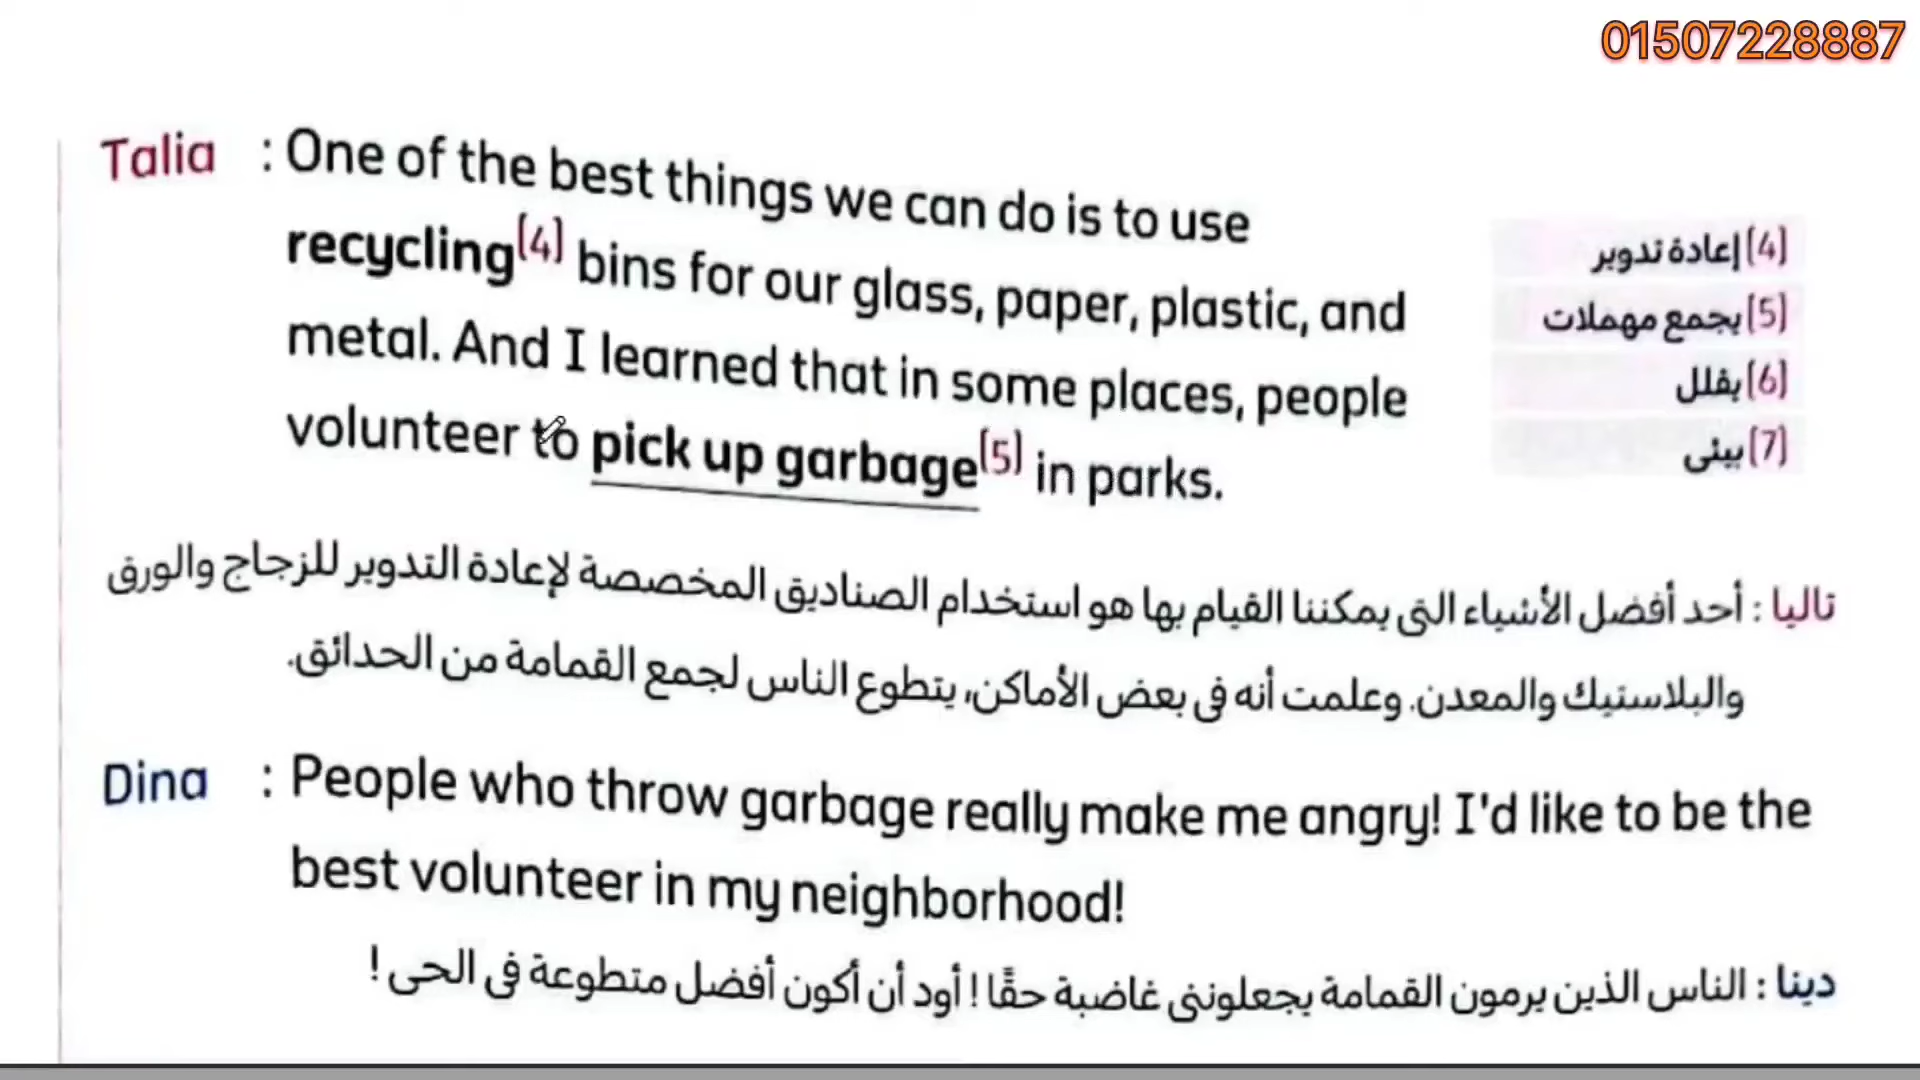 01507228887
Talia : One of the best things we can do is to use
recycling(4) bins for our glass, paper, plastic, and
metal. And I learned that in some places, people
volunteer to pick up garbage(5) in parks.
(4) إعادة تدوير
(5) يجمع مهملات
(6) يقلل
(7) بيئى
تاليا : أحد أفضل الأشياء التى يمكننا القيام بها هو استخدام الصناديق المخصصة لإعادة التدوير للزجاج والورق
والبلاستيك والمعدن. وعلمت أنه فى بعض الأماكن، يتطوع الناس لجمع القمامة من الحدائق.
Dina : People who throw garbage really make me angry! I'd like to be the
best volunteer in my neighborhood!
دينا : الناس الذين يرمون القمامة يجعلوننى غاضبة حقًّا ! أود أن أكون أفضل متطوعة فى الحى !